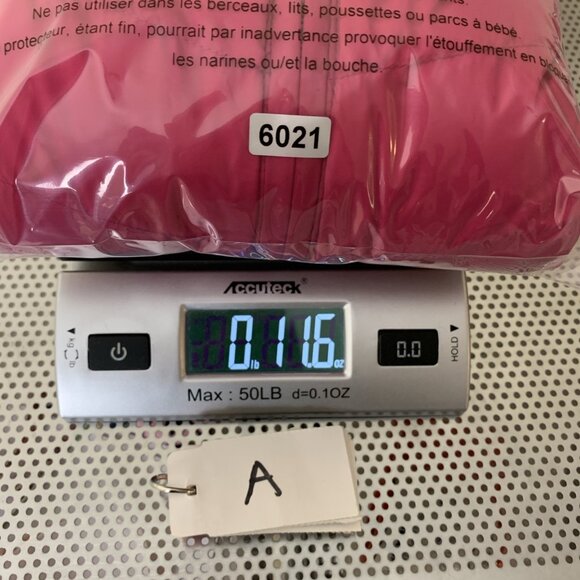 Ne pas utiliser dans les berceaux, lits, poussettes ou parcs à bébé.
protecteur, étant fin, pourrait par inadvertance provoquer l'étouffement en
les narines ou/et la bouche.
6021
Accuteck
kg lb
0 lb 11.6 oz
0.0
HOLD
Max : 50LB d=0.1OZ
A